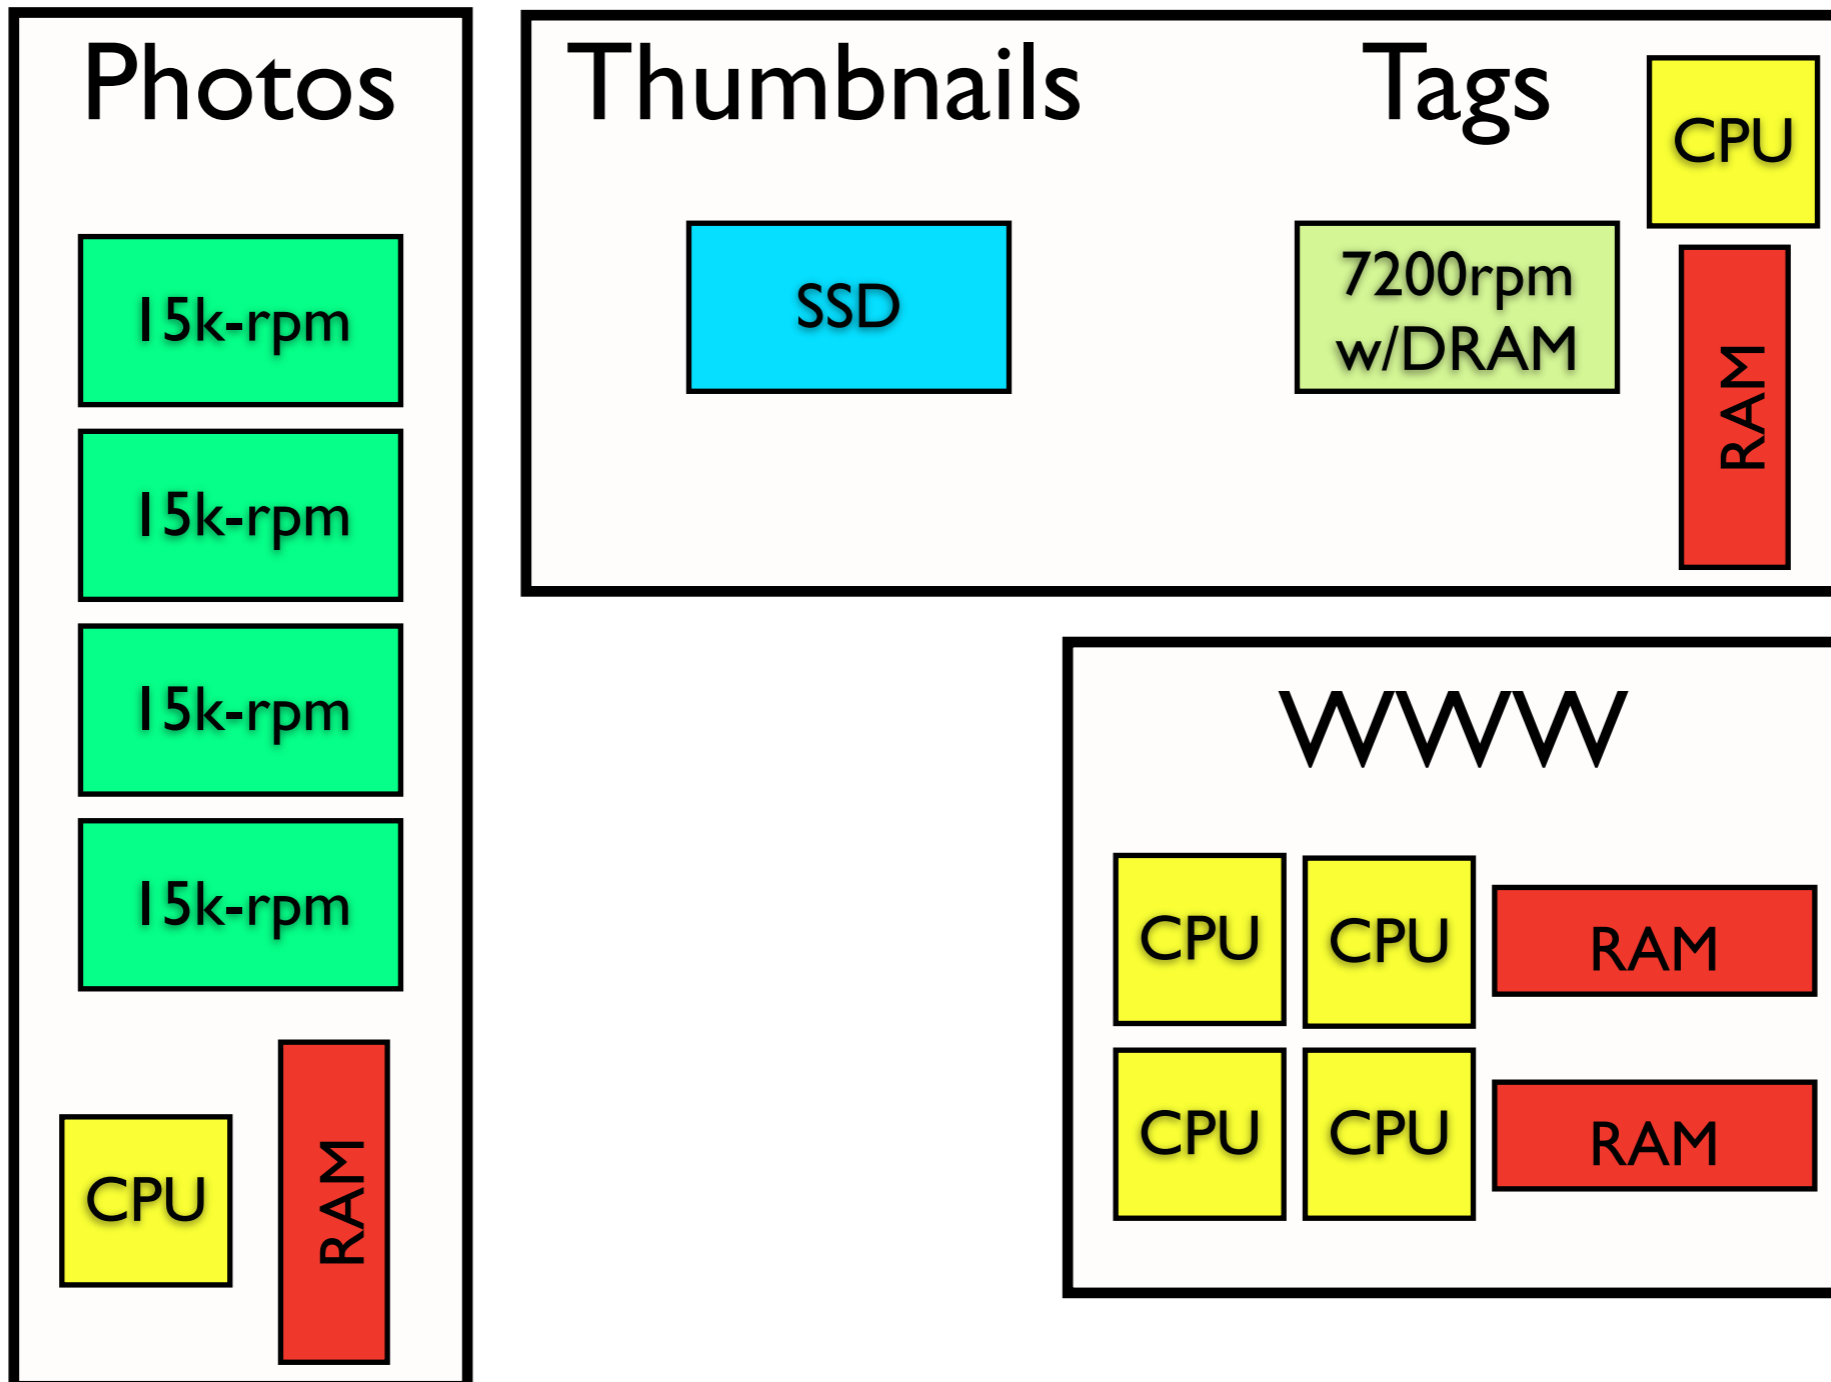 Photos
15k-rpm
15k-rpm
15k-rpm
15k-rpm
CPU
RAM
Thumbnails
Tags
SSD
7200rpm
w/DRAM
CPU
RAM
WWW
CPU
CPU
RAM
CPU
CPU
RAM